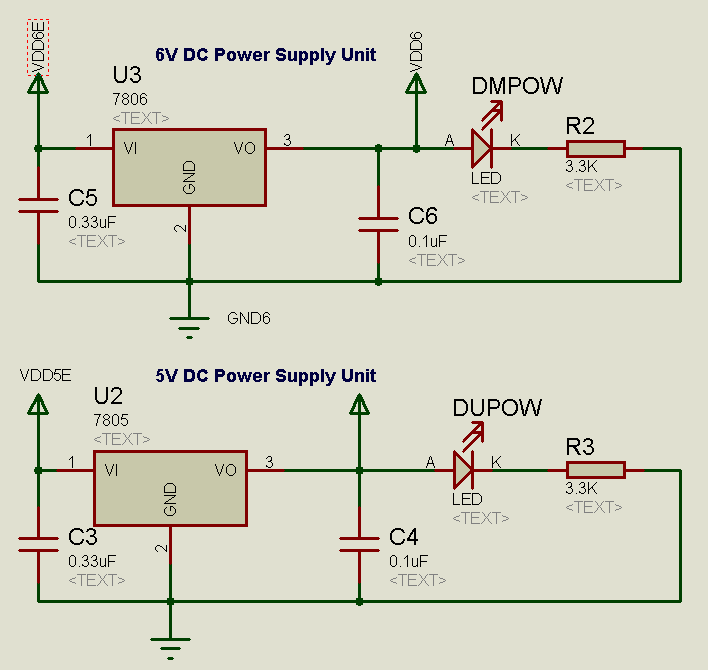 VDD6E
6V DC Power Supply Unit
VDD6
U3
7806
<TEXT>
DMPOW
1
VI
VO
3
GND
2
A
K
LED
<TEXT>
R2
3.3K
<TEXT>
C5
0.33uF
<TEXT>
C6
0.1uF
<TEXT>
GND6
VDD5E
5V DC Power Supply Unit
U2
7805
<TEXT>
DUPOW
1
VI
VO
3
GND
2
A
K
LED
<TEXT>
R3
3.3K
<TEXT>
C3
0.33uF
<TEXT>
C4
0.1uF
<TEXT>